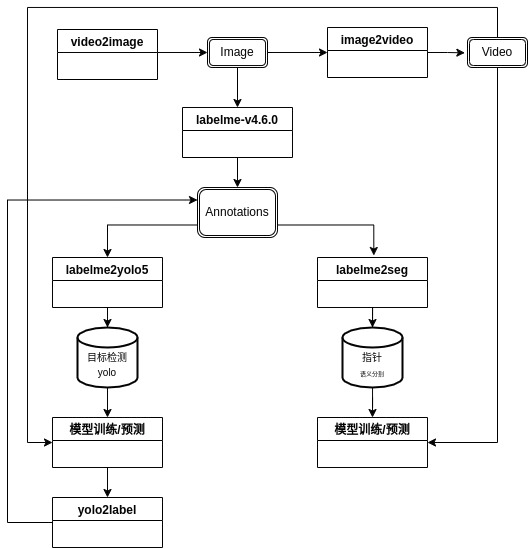 video2image
Image
image2video
Video
labelme-v4.6.0
Annotations
labelme2yolo5
labelme2seg
目标检测
yolo
指针
语义分割
模型训练/预测
模型训练/预测
yolo2label